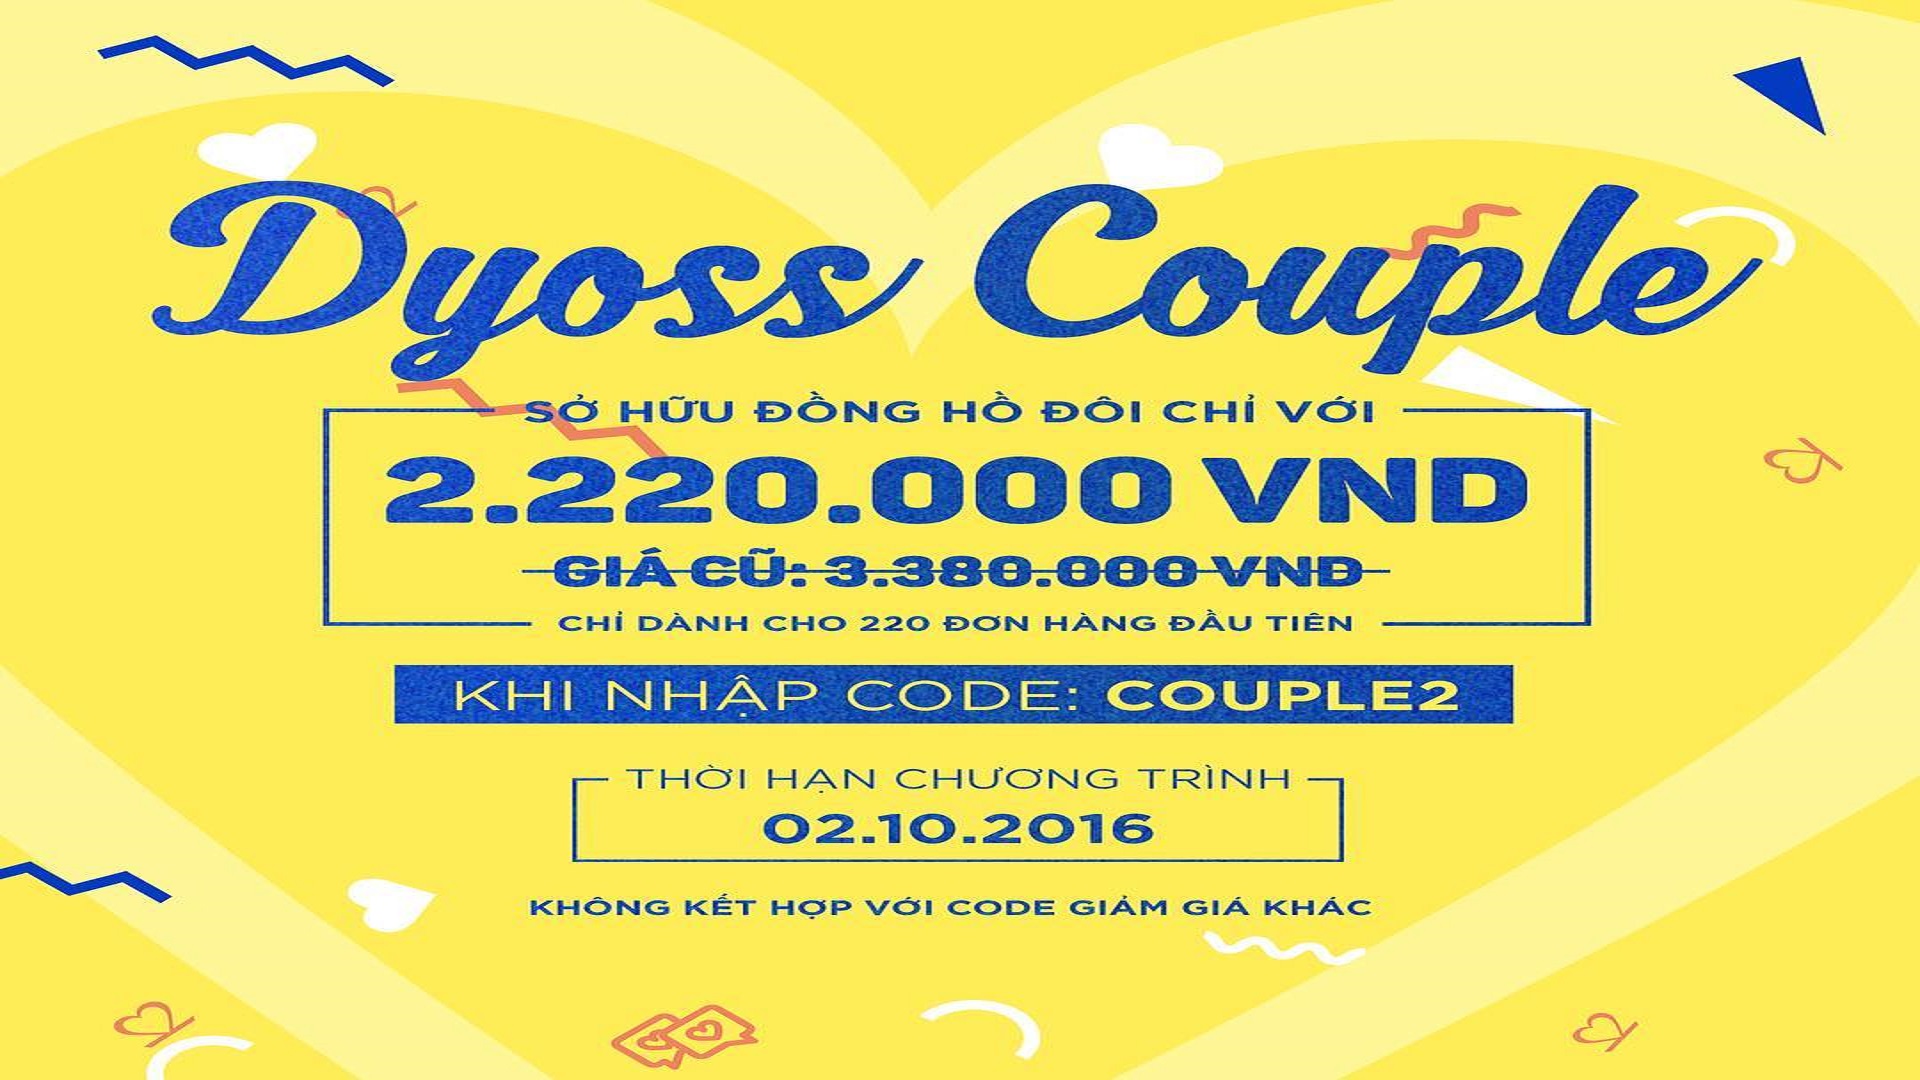 Dyoss Couple
SỞ HỮU ĐỒNG HỒ ĐÔI CHỈ VỚI
2.220.000 VND
GIÁ CŨ: 3.380.000 VND
CHỈ DÀNH CHO 220 ĐƠN HÀNG ĐẦU TIÊN
KHI NHẬP CODE: COUPLE2
THỜI HẠN CHƯƠNG TRÌNH
02.10.2016
KHÔNG KẾT HỢP VỚI CODE GIẢM GIÁ KHÁC